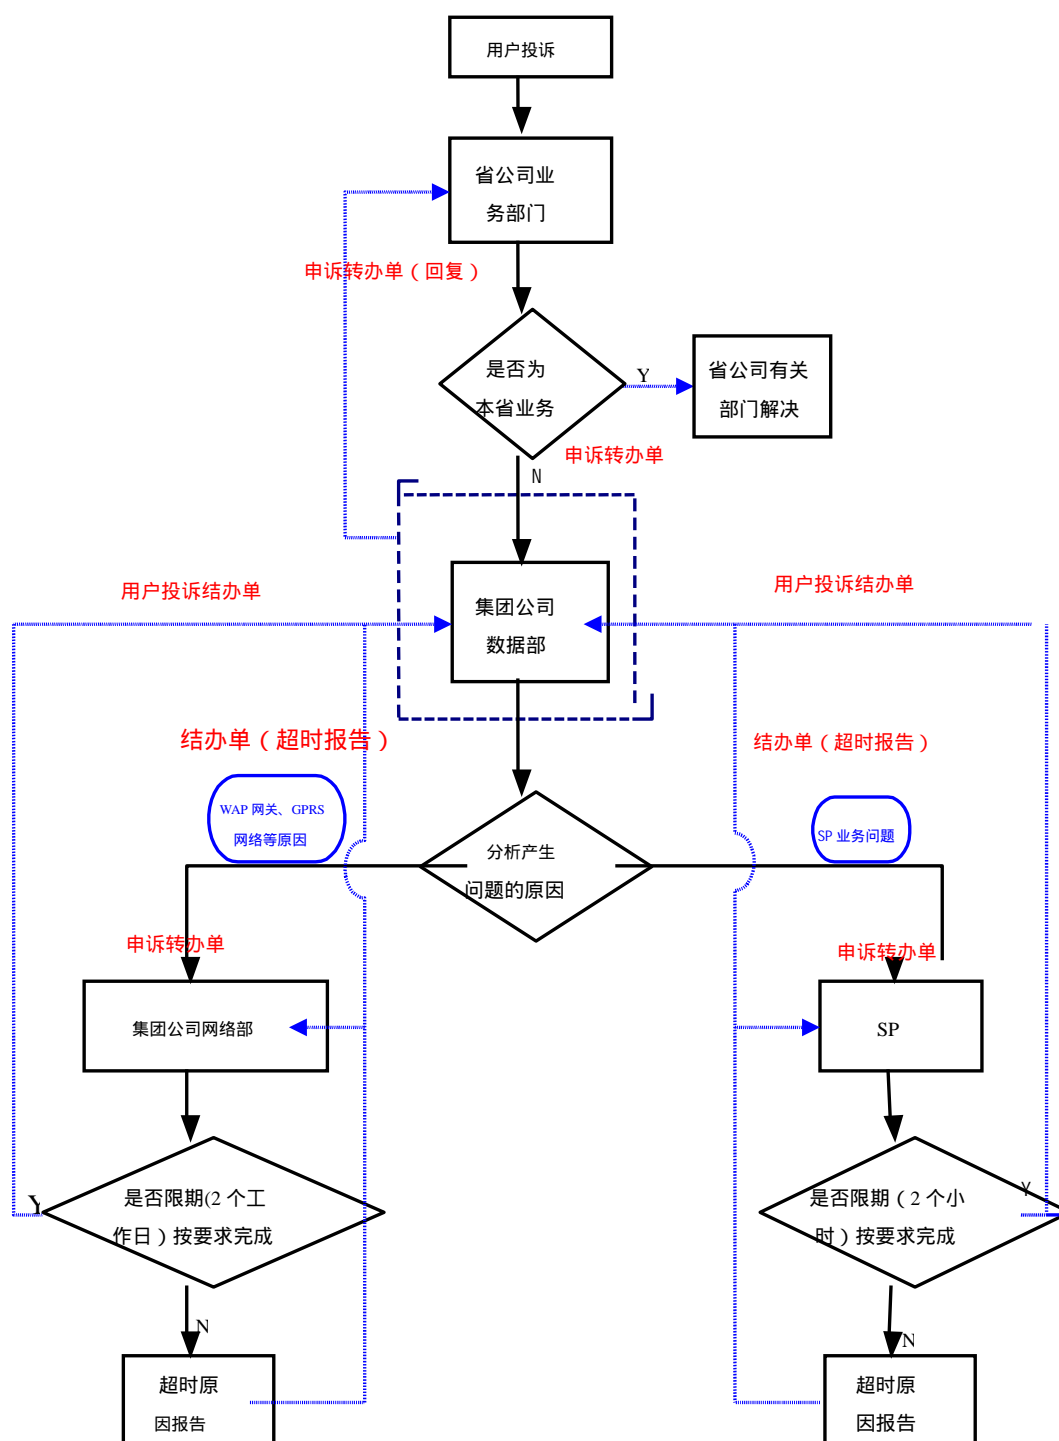 用户投诉
省公司业
务部门
申诉转办单（回复）
是否为
本省业务
Y
省公司有关
部门解决
申诉转办单
N
用户投诉结办单
集团公司
数据部
用户投诉结办单
结办单（超时报告）
结办单（超时报告）
WAP 网关、GPRS
网络等原因
分析产生
问题的原因
SP 业务问题
申诉转办单
申诉转办单
集团公司网络部
SP
Y
是否限期(2 个工
作日）按要求完成
是否限期（2 个小
时）按要求完成
Y
N
N
超时原
因报告
超时原
因报告